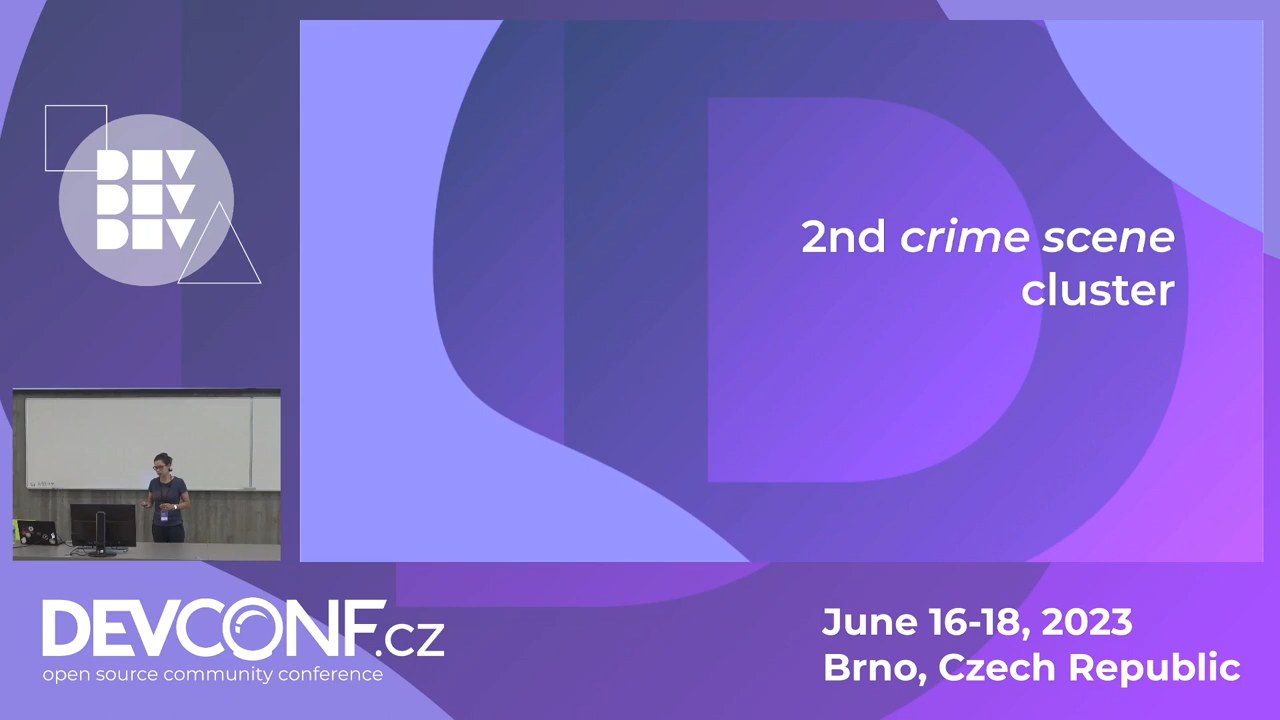 DEV
DEV
DEV
2nd crime scene
cluster
DEVCONF.cz
open source community conference
June 16-18, 2023
Brno, Czech Republic